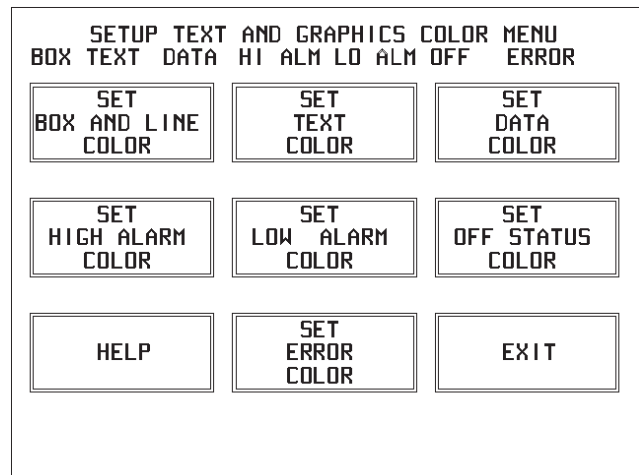 SETUP TEXT AND GRAPHICS COLOR MENU
BOX TEXT DATA HI ALM LO ALM OFF ERROR
SET
BOX AND LINE
COLOR
SET
TEXT
COLOR
SET
DATA
COLOR
SET
HIGH ALARM
COLOR
SET
LOW ALARM
COLOR
SET
OFF STATUS
COLOR
HELP
SET
ERROR
COLOR
EXIT